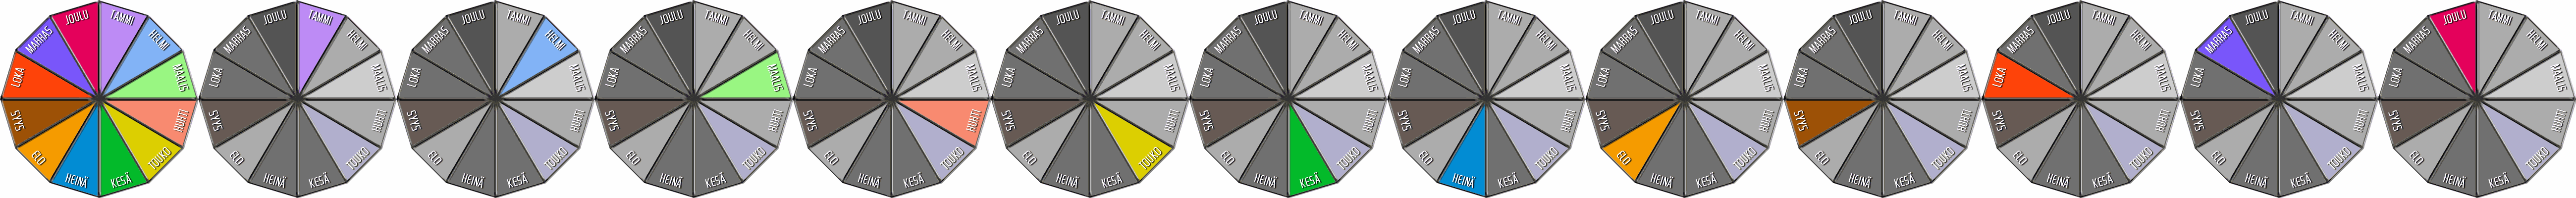 TAMMI
HELMI
MAALIS
HUHTI
TOUKO
KESÄ
HEINÄ
ELO
SYYS
LOKA
MARRAS
JOULU
TAMMI
HELMI
MAALIS
HUHTI
TOUKO
KESÄ
HEINÄ
ELO
SYYS
LOKA
MARRAS
JOULU
TAMMI
HELMI
MAALIS
HUHTI
TOUKO
KESÄ
HEINÄ
ELO
SYYS
LOKA
MARRAS
JOULU
TAMMI
HELMI
MAALIS
HUHTI
TOUKO
KESÄ
HEINÄ
ELO
SYYS
LOKA
MARRAS
JOULU
TAMMI
HELMI
MAALIS
HUHTI
TOUKO
KESÄ
HEINÄ
ELO
SYYS
LOKA
MARRAS
JOULU
TAMMI
HELMI
MAALIS
HUHTI
TOUKO
KESÄ
HEINÄ
ELO
SYYS
LOKA
MARRAS
JOULU
TAMMI
HELMI
MAALIS
HUHTI
TOUKO
KESÄ
HEINÄ
ELO
SYYS
LOKA
MARRAS
JOULU
TAMMI
HELMI
MAALIS
HUHTI
TOUKO
KESÄ
HEINÄ
ELO
SYYS
LOKA
MARRAS
JOULU
TAMMI
HELMI
MAALIS
HUHTI
TOUKO
KESÄ
HEINÄ
ELO
SYYS
LOKA
MARRAS
JOULU
TAMMI
HELMI
MAALIS
HUHTI
TOUKO
KESÄ
HEINÄ
ELO
SYYS
LOKA
MARRAS
JOULU
TAMMI
HELMI
MAALIS
HUHTI
TOUKO
KESÄ
HEINÄ
ELO
SYYS
LOKA
MARRAS
JOULU
TAMMI
HELMI
MAALIS
HUHTI
TOUKO
KESÄ
HEINÄ
ELO
SYYS
LOKA
MARRAS
JOULU
TAMMI
HELMI
MAALIS
HUHTI
TOUKO
KESÄ
HEINÄ
ELO
SYYS
LOKA
MARRAS
JOULU